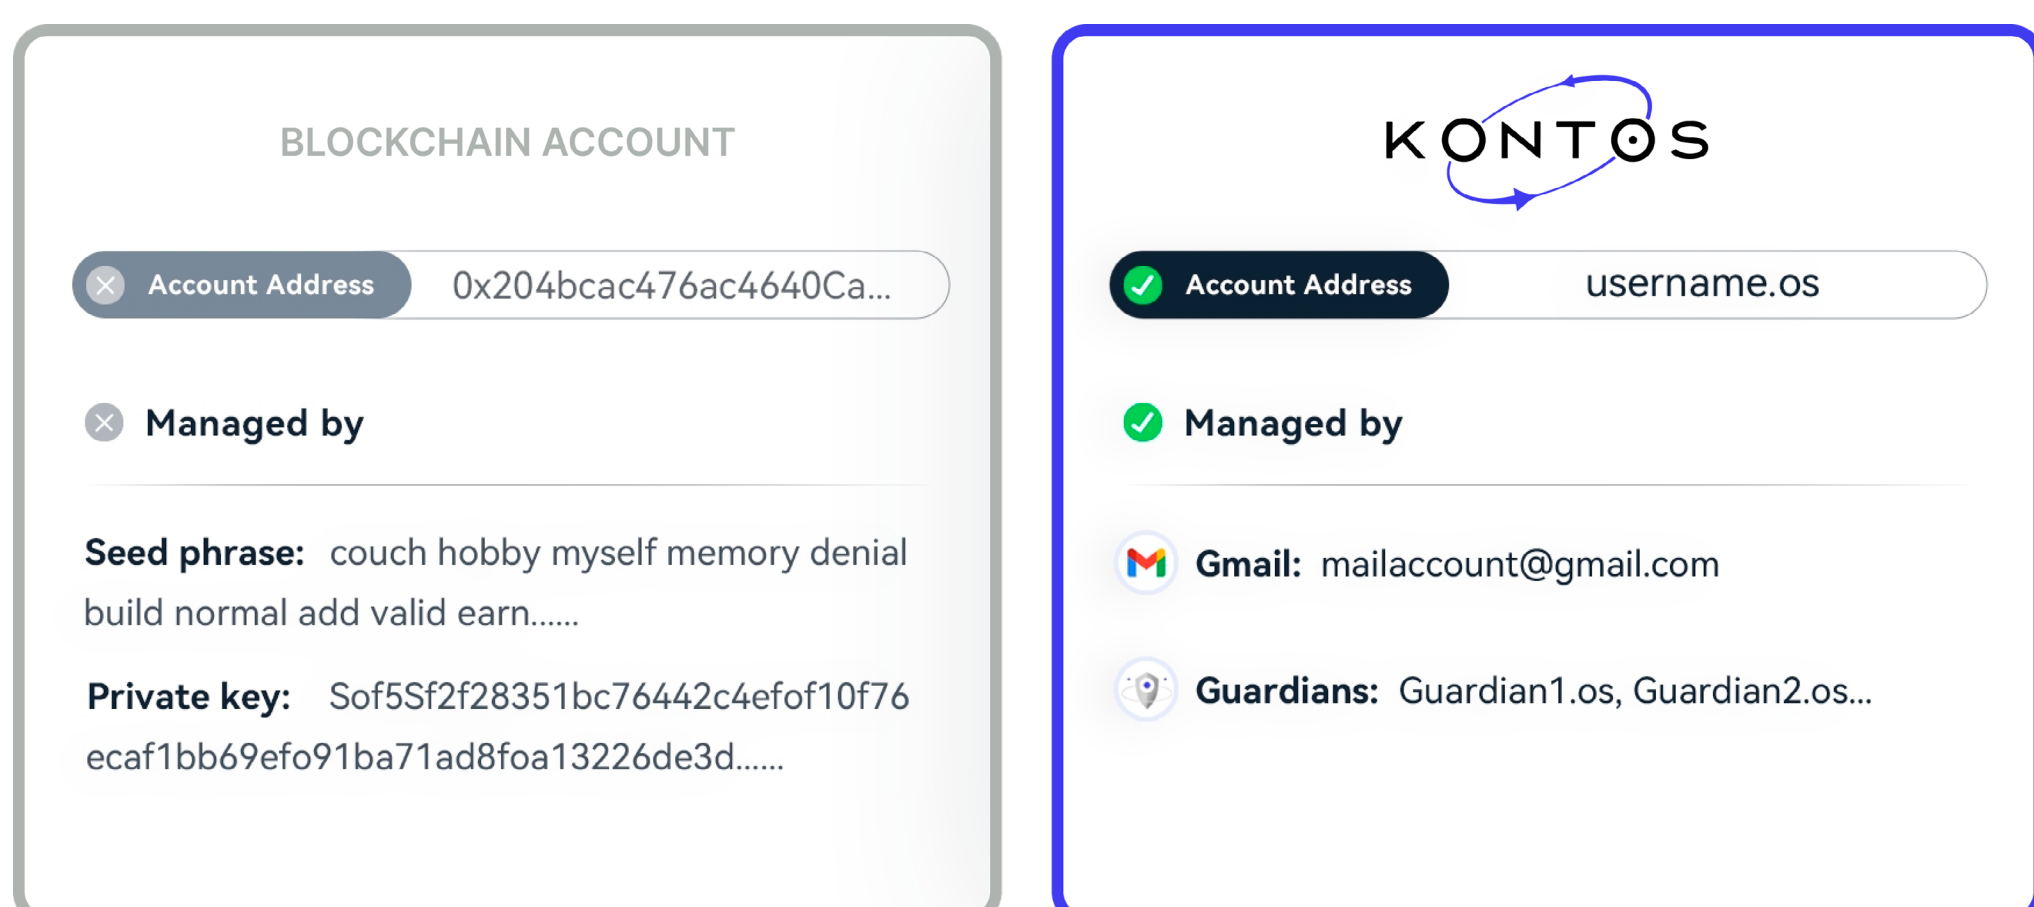 BLOCKCHAIN ACCOUNT
Account Address 0x204bcac476ac4640Ca...
Managed by
Seed phrase: couch hobby myself memory denial
build normal add valid earn......
Private key: Sof5Sf2f28351bc76442c4efof10f76
ecaf1bb69efo91ba71ad8foa13226de3d......
KONTOS
Account Address username.os
Managed by
Gmail: mailaccount@gmail.com
Guardians: Guardian1.os, Guardian2.os...